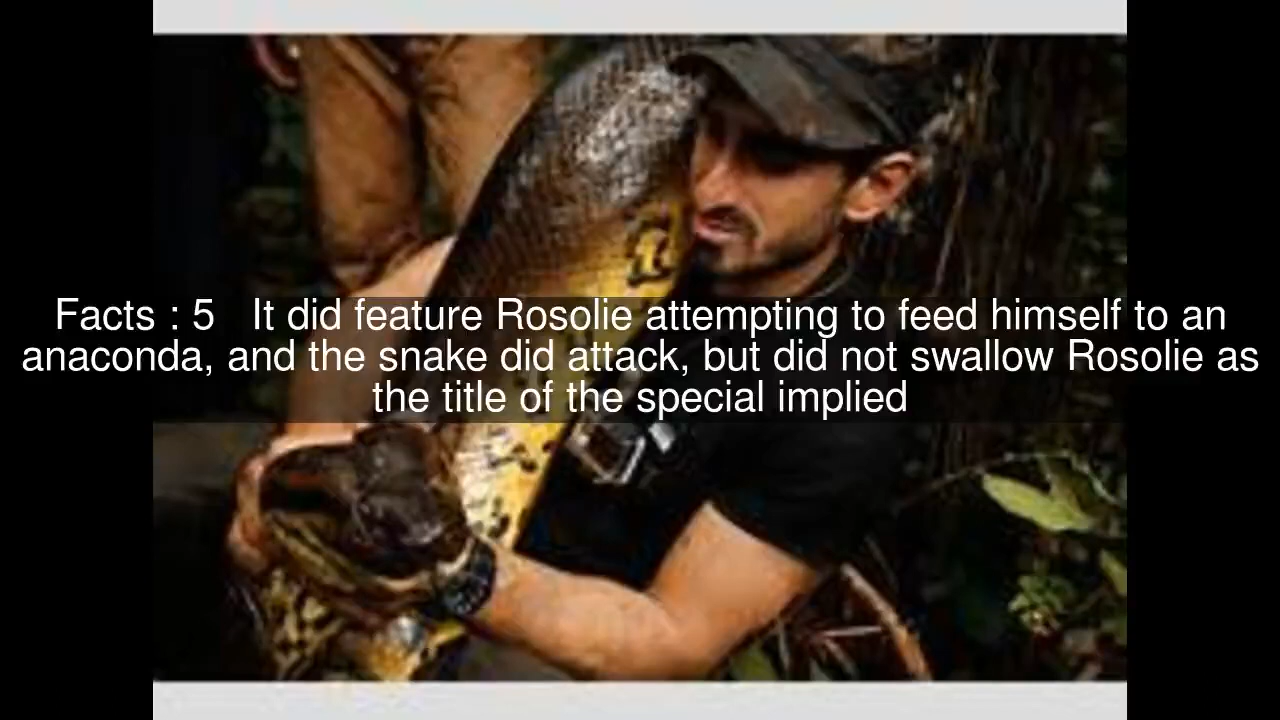 Facts : 5   It did feature Rosolie attempting to feed himself to an
anaconda, and the snake did attack, but did not swallow Rosolie as
the title of the special implied